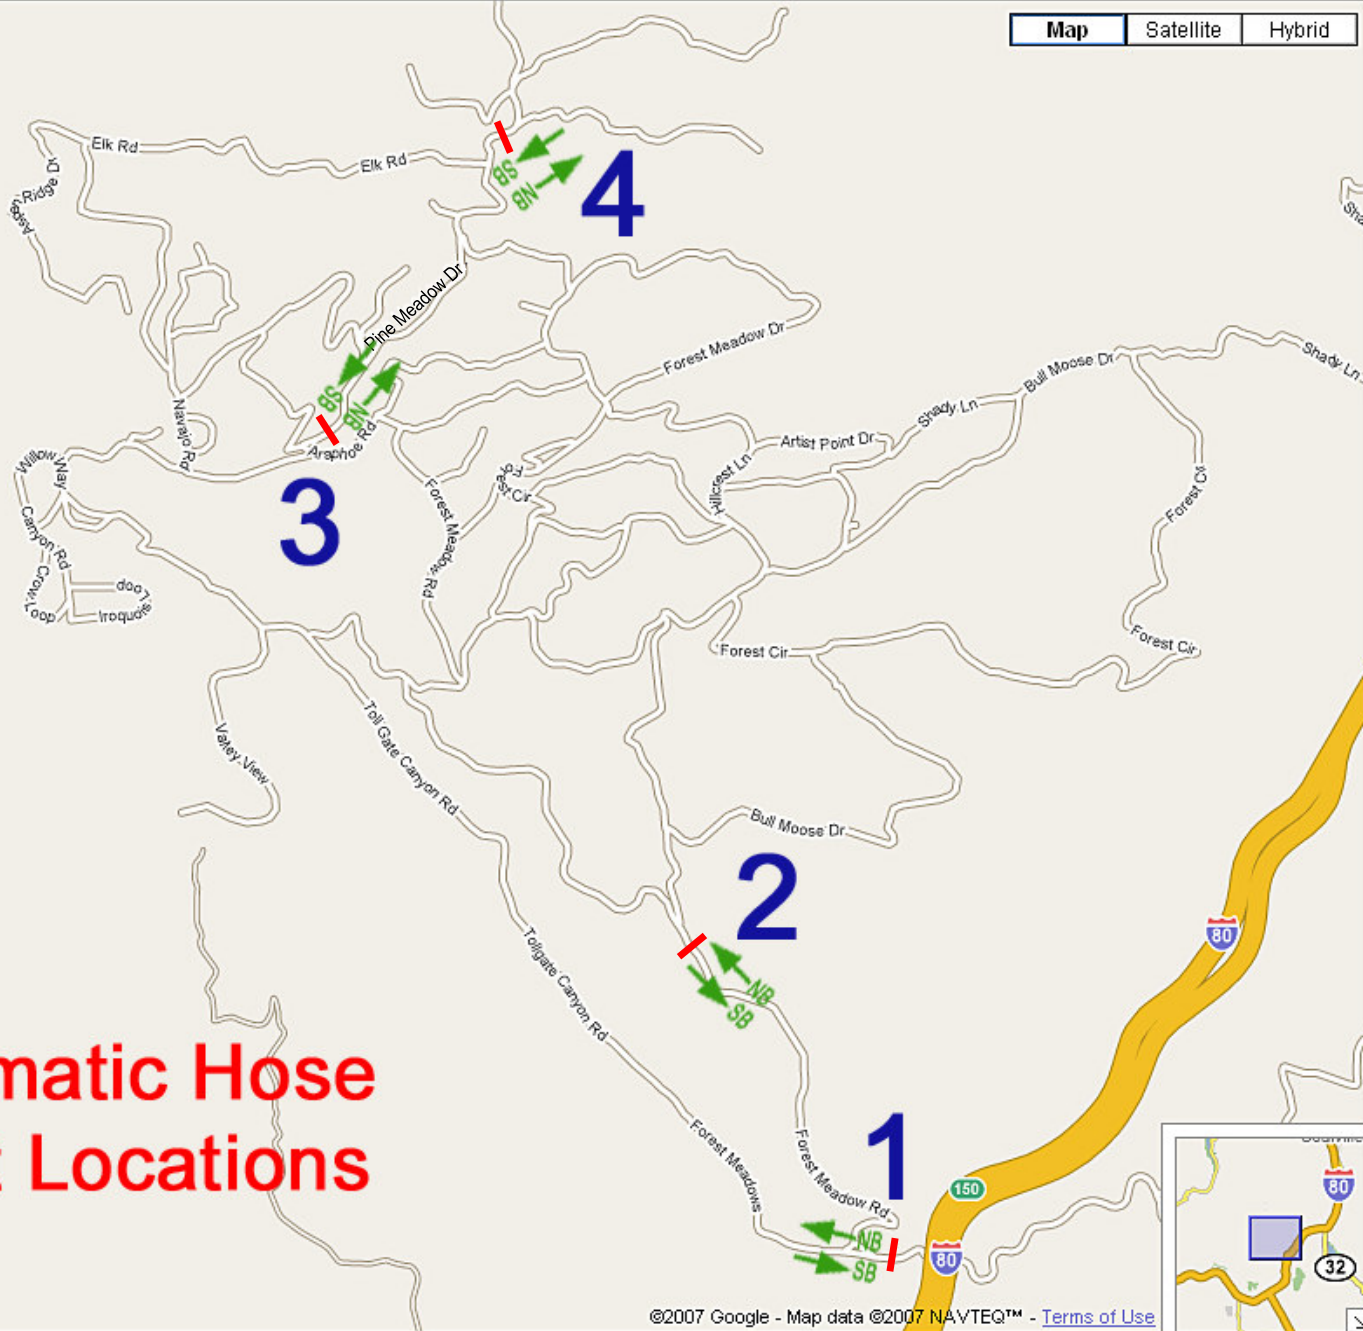 Map
Satellite
Hybrid
Elk Rd
Elk Rd
Ridge Dr
SB
NB
4
Pine Meadow Dr
Forest Meadow Dr
Bull Moose Dr
Shady Ln
Shady Ln
SB
NB
Navajo Rd
Araphoe Rd
Artist Point Dr
Hillcrest Ln
Willow Way
Forest Cir
Forest Cir
3
Forest Meadow Rd
Canyon Rd
Crow Loop
Iroquois Loop
Forest Cir
Forest Cir
Valley View
Toll Gate Canyon Rd
Bull Moose Dr
2
80
Tollgate Canyon Rd
NB
SB
matic Hose
Locations
Forest Meadows
Forest Meadow Rd
1
150
NB
SB
80
80
32
©2007 Google - Map data ©2007 NAVTEQ™ - Terms of Use